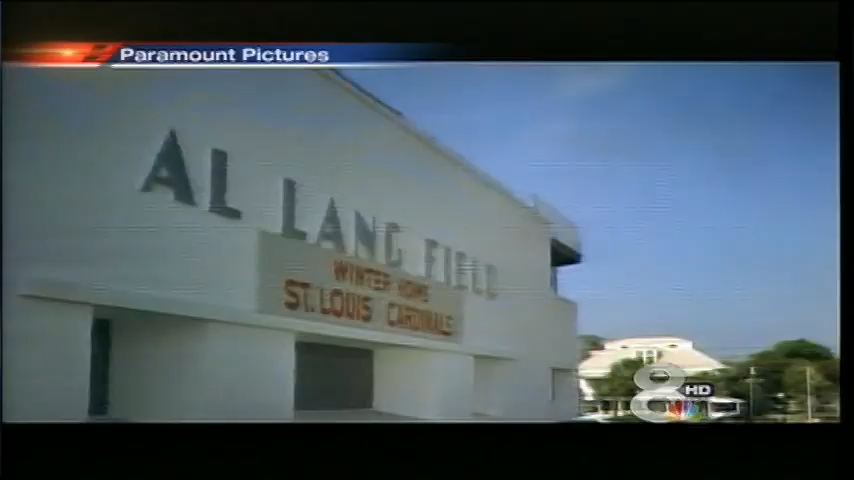 Paramount Pictures
AL LANG FIELD
WINTER HOME
ST. LOUIS CARDINALS
8 HD